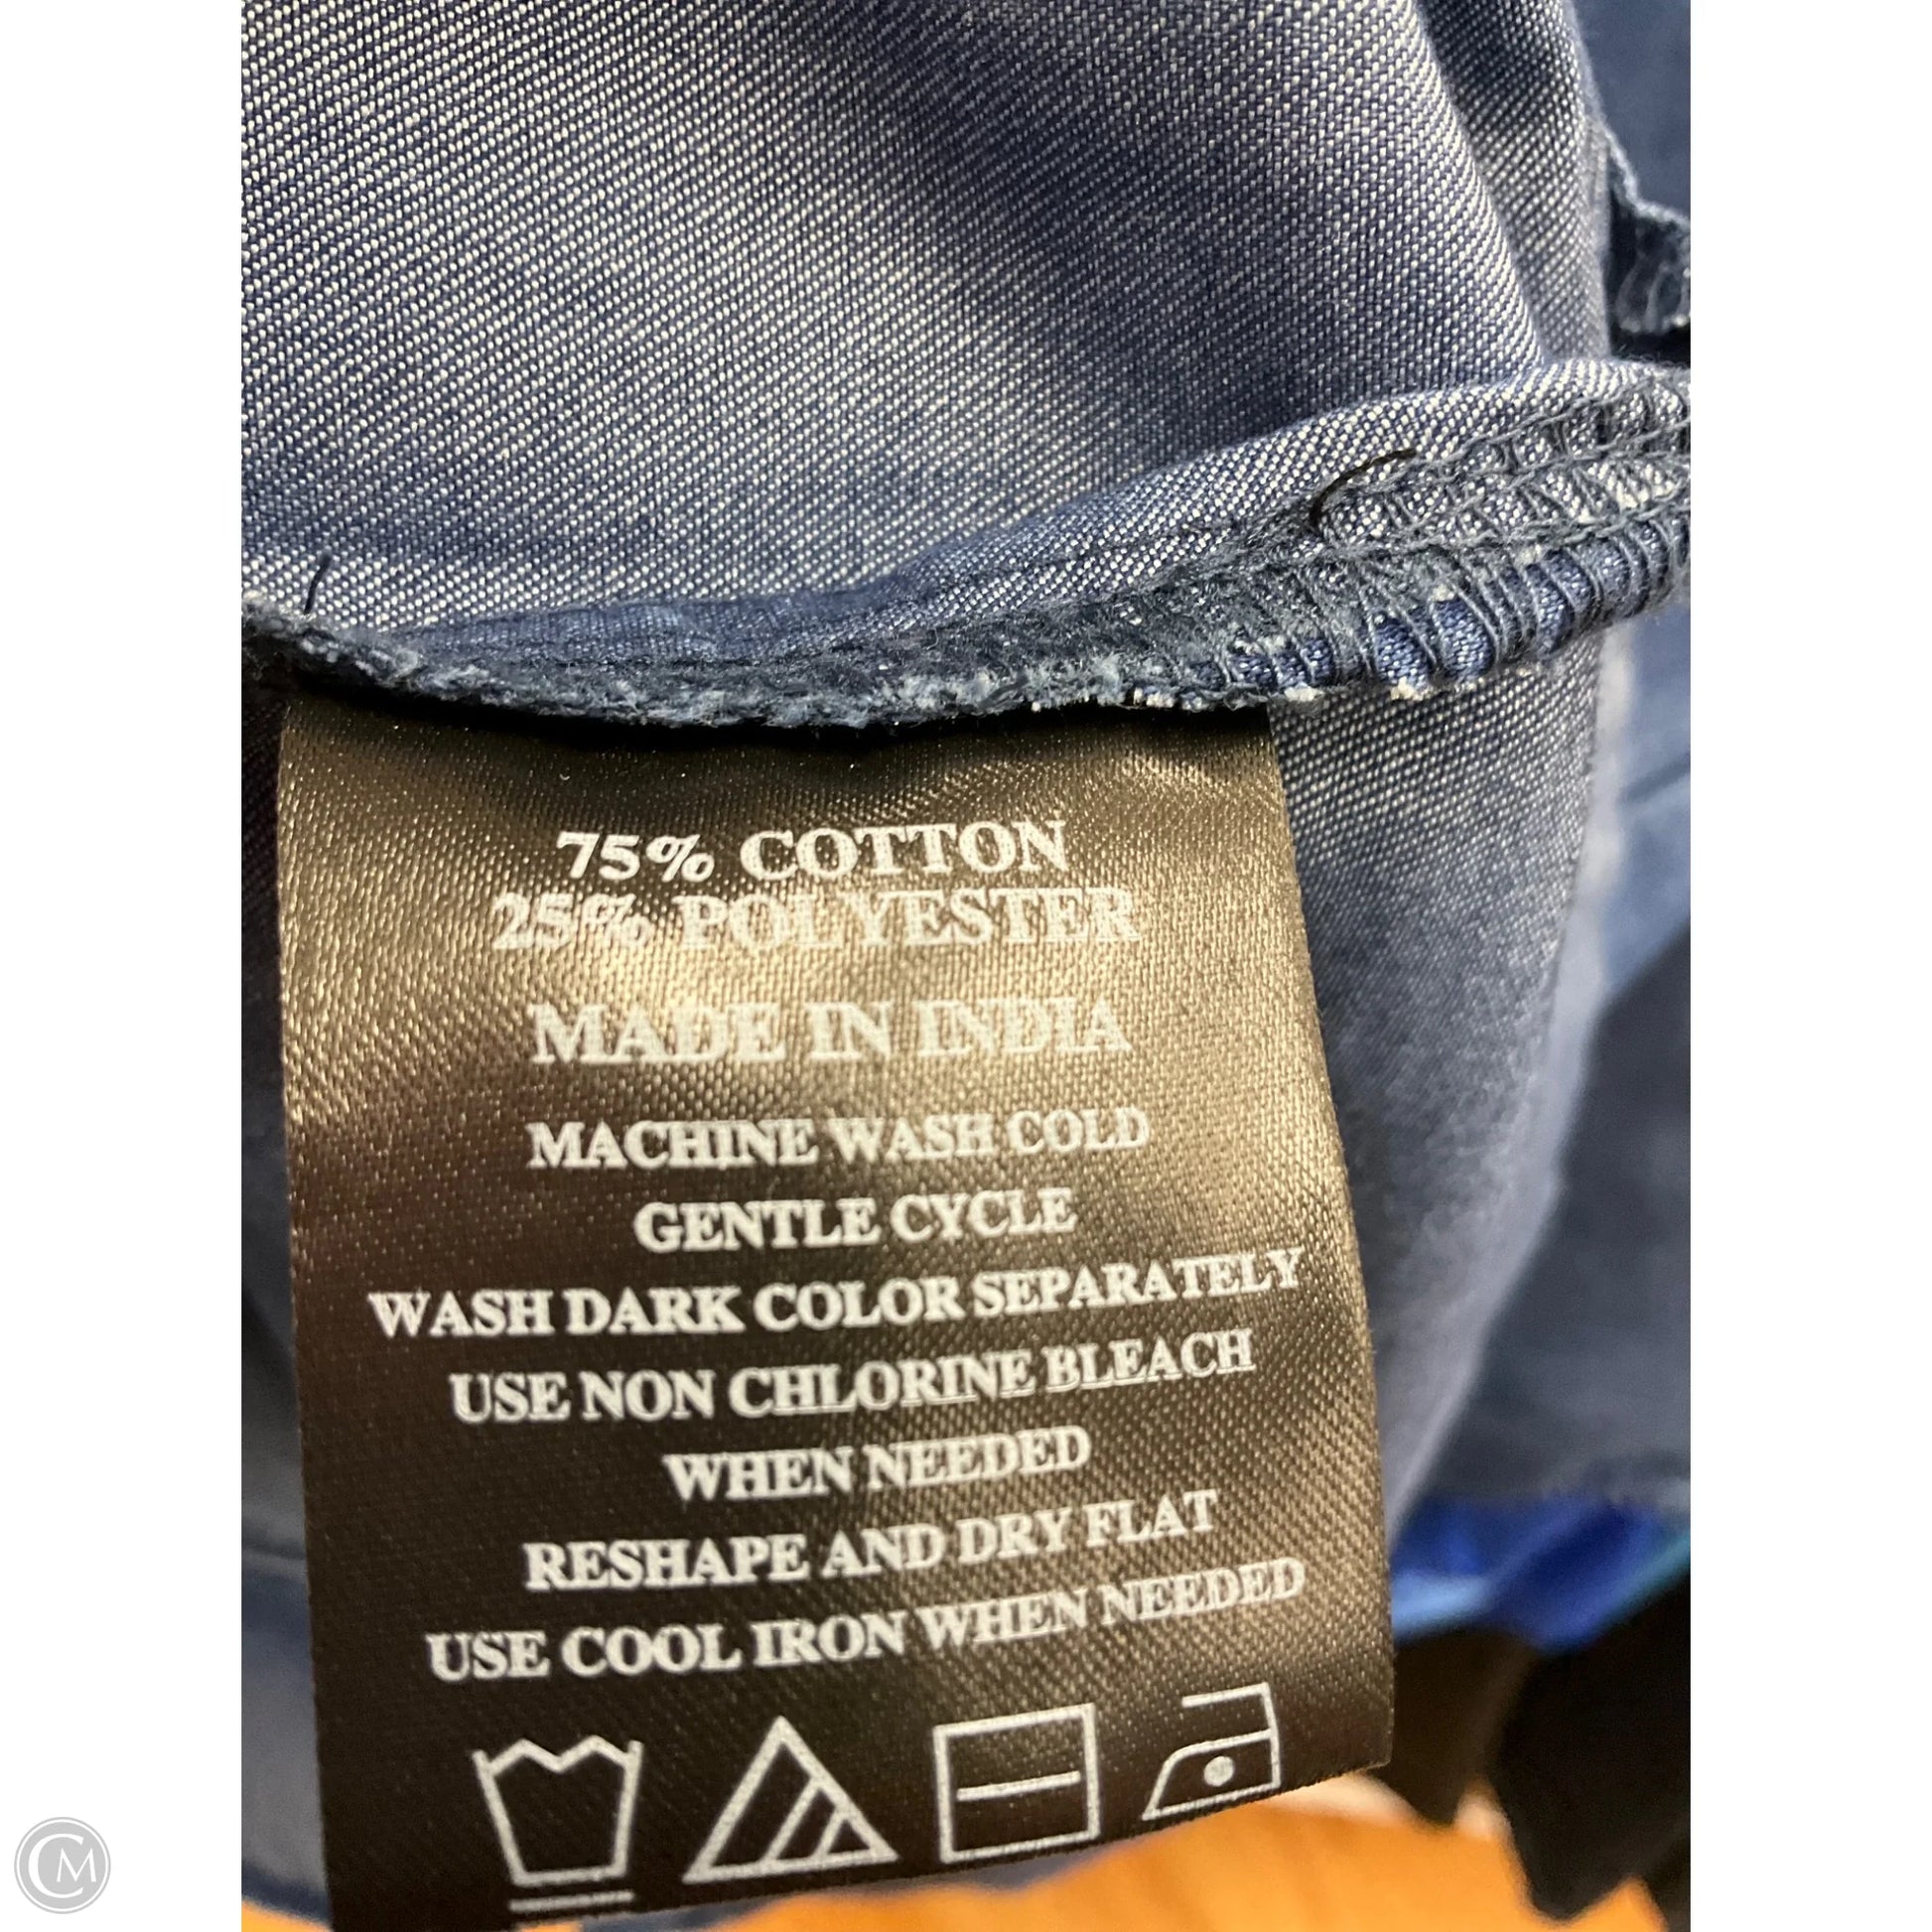 75% COTTON
25% POLYESTER
MADE IN INDIA
MACHINE WASH COLD
GENTLE CYCLE
WASH DARK COLOR SEPARATELY
USE NON CHLORINE BLEACH
WHEN NEEDED
RESHAPE AND DRY FLAT
USE COOL IRON WHEN NEEDED
CM